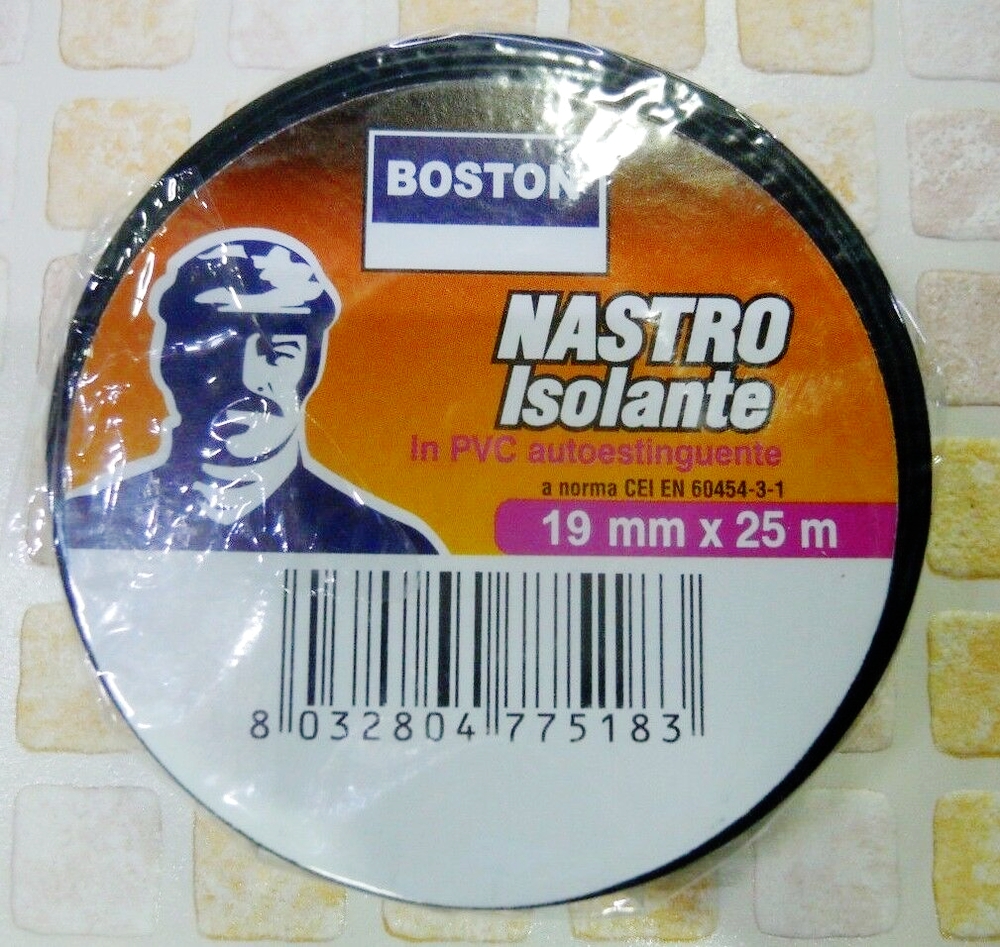 BOSTON
NASTRO
Isolante
In PVC autoestinguente
a norma CEI EN 60454-3-1
19 mm x 25 m
8 032804 775183